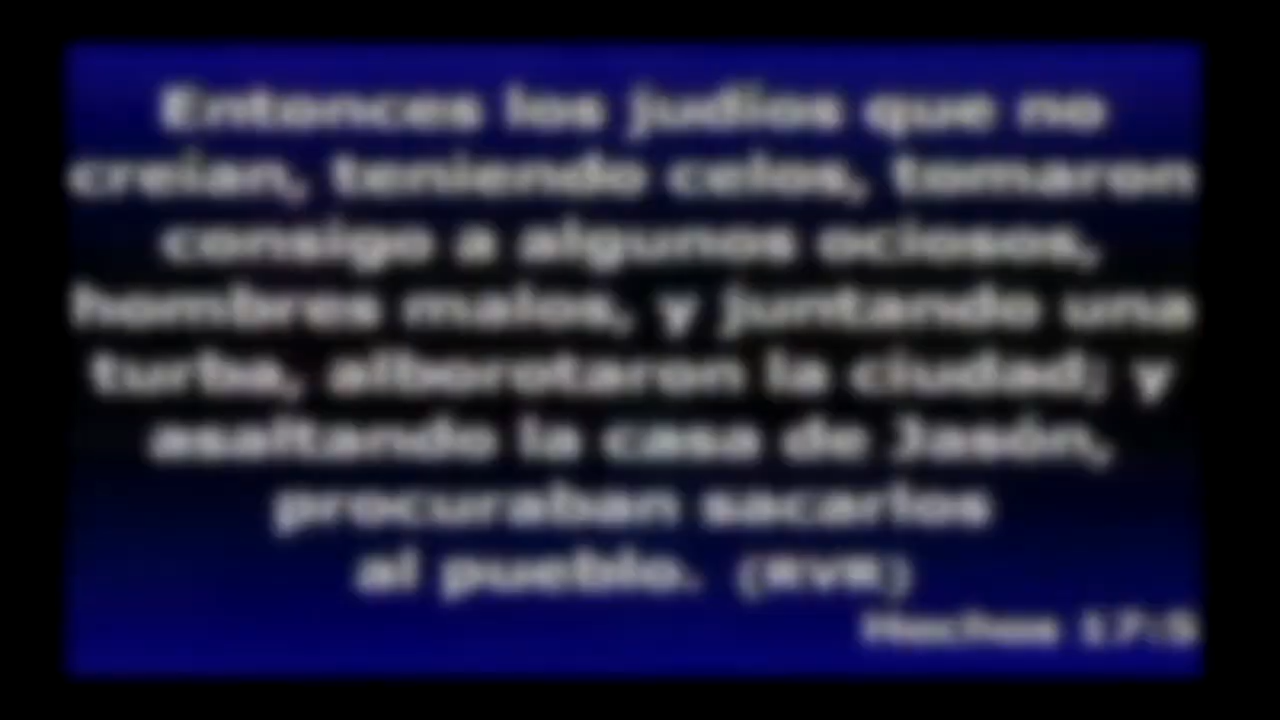 Entonces los judíos que no
creían, teniendo celos, tomaron
consigo a algunos ociosos,
hombres malos, y juntando una
turba, alborotaron la ciudad; y
asaltando la casa de Jasón,
procuraban sacarlos
al pueblo. (RVR)
Hechos 17:5